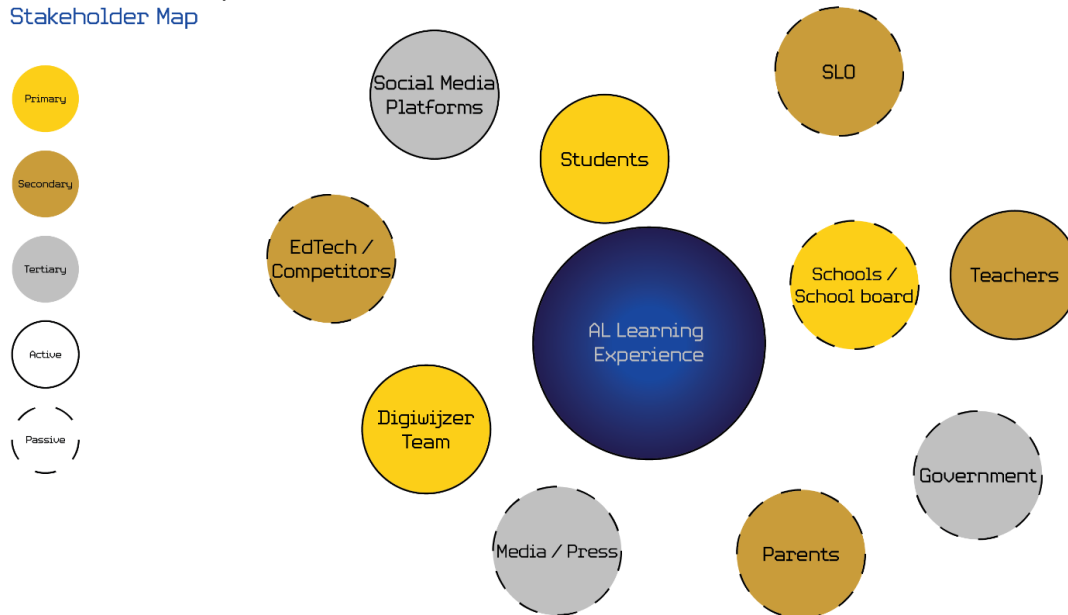 Stakeholder Map
Primary
Secondary
Tertiary
Active
Passive
Social Media
Platforms
SLO
Students
EdTech /
Competitors
Schools /
School board
Teachers
AL Learning
Experience
Digiwijzer
Team
Government
Media / Press
Parents